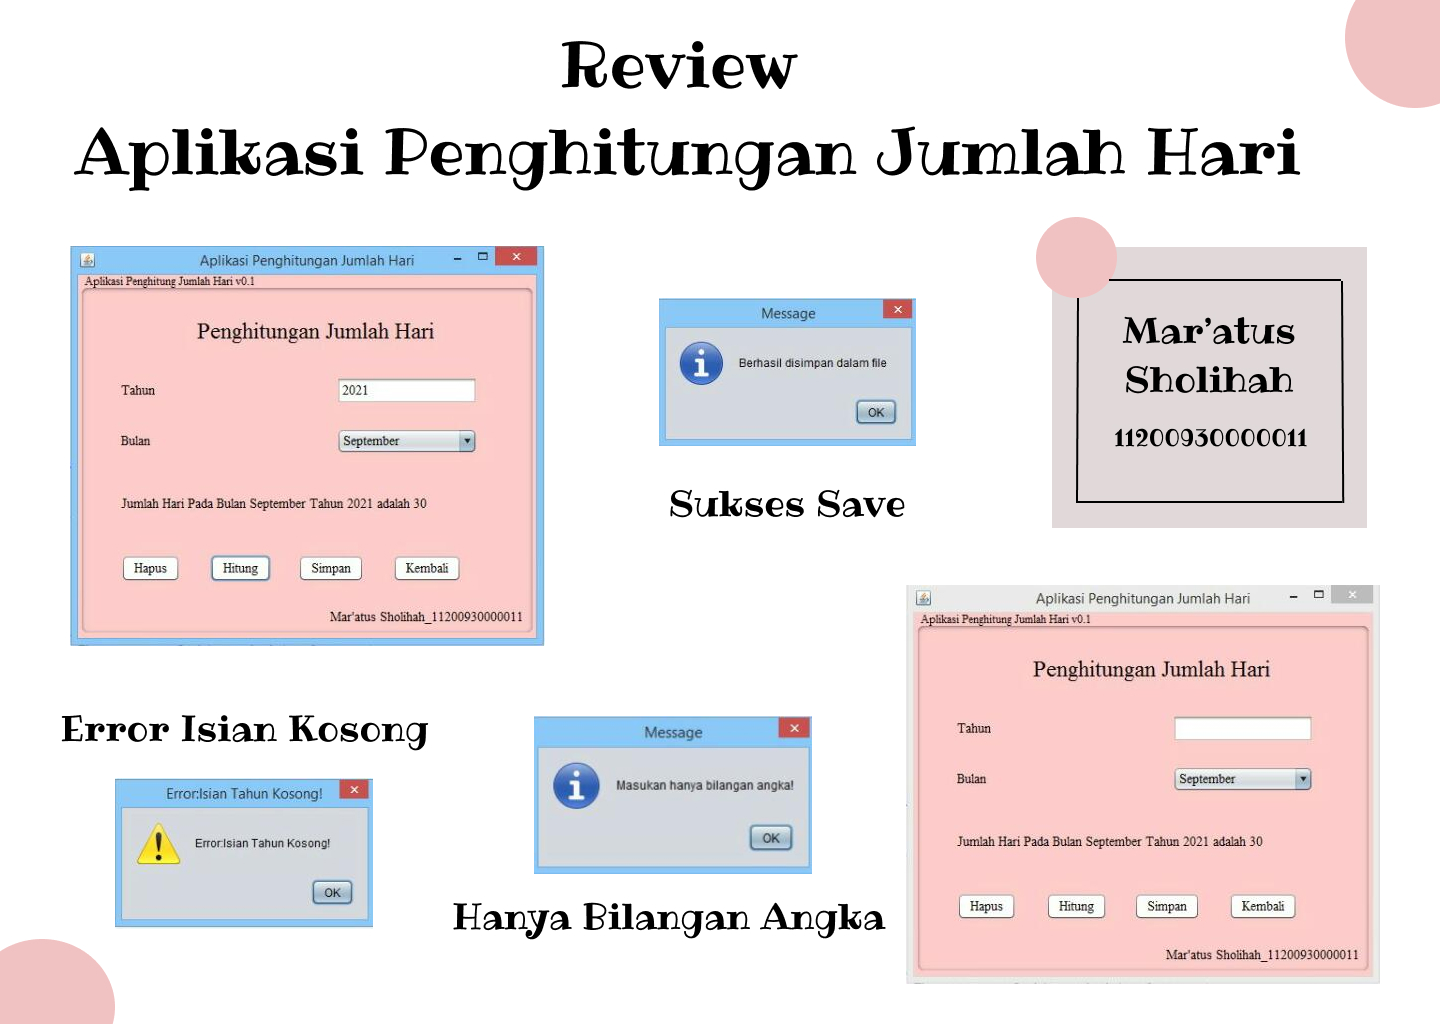 Review
Aplikasi Penghitungan Jumlah Hari
Aplikasi Penghitungan Jumlah Hari
Aplikasi Penghitung Jumlah Hari v0.1
Penghitungan Jumlah Hari
Tahun
2021
Bulan
September
Jumlah Hari Pada Bulan September Tahun 2021 adalah 30
Hapus
Hitung
Simpan
Kembali
Mar'atus Sholihah_11200930000011
Message
Berhasil disimpan dalam file
OK
Sukses Save
Mar'atus
Sholihah
11200930000011
Error Isian Kosong
Error:Isian Tahun Kosong!
Error:Isian Tahun Kosong!
OK
Message
Masukan hanya bilangan angka!
OK
Hanya Bilangan Angka
Aplikasi Penghitungan Jumlah Hari
Aplikasi Penghitung Jumlah Hari v0.1
Penghitungan Jumlah Hari
Tahun
Bulan
September
Jumlah Hari Pada Bulan September Tahun 2021 adalah 30
Hapus
Hitung
Simpan
Kembali
Mar'atus Sholihah_11200930000011